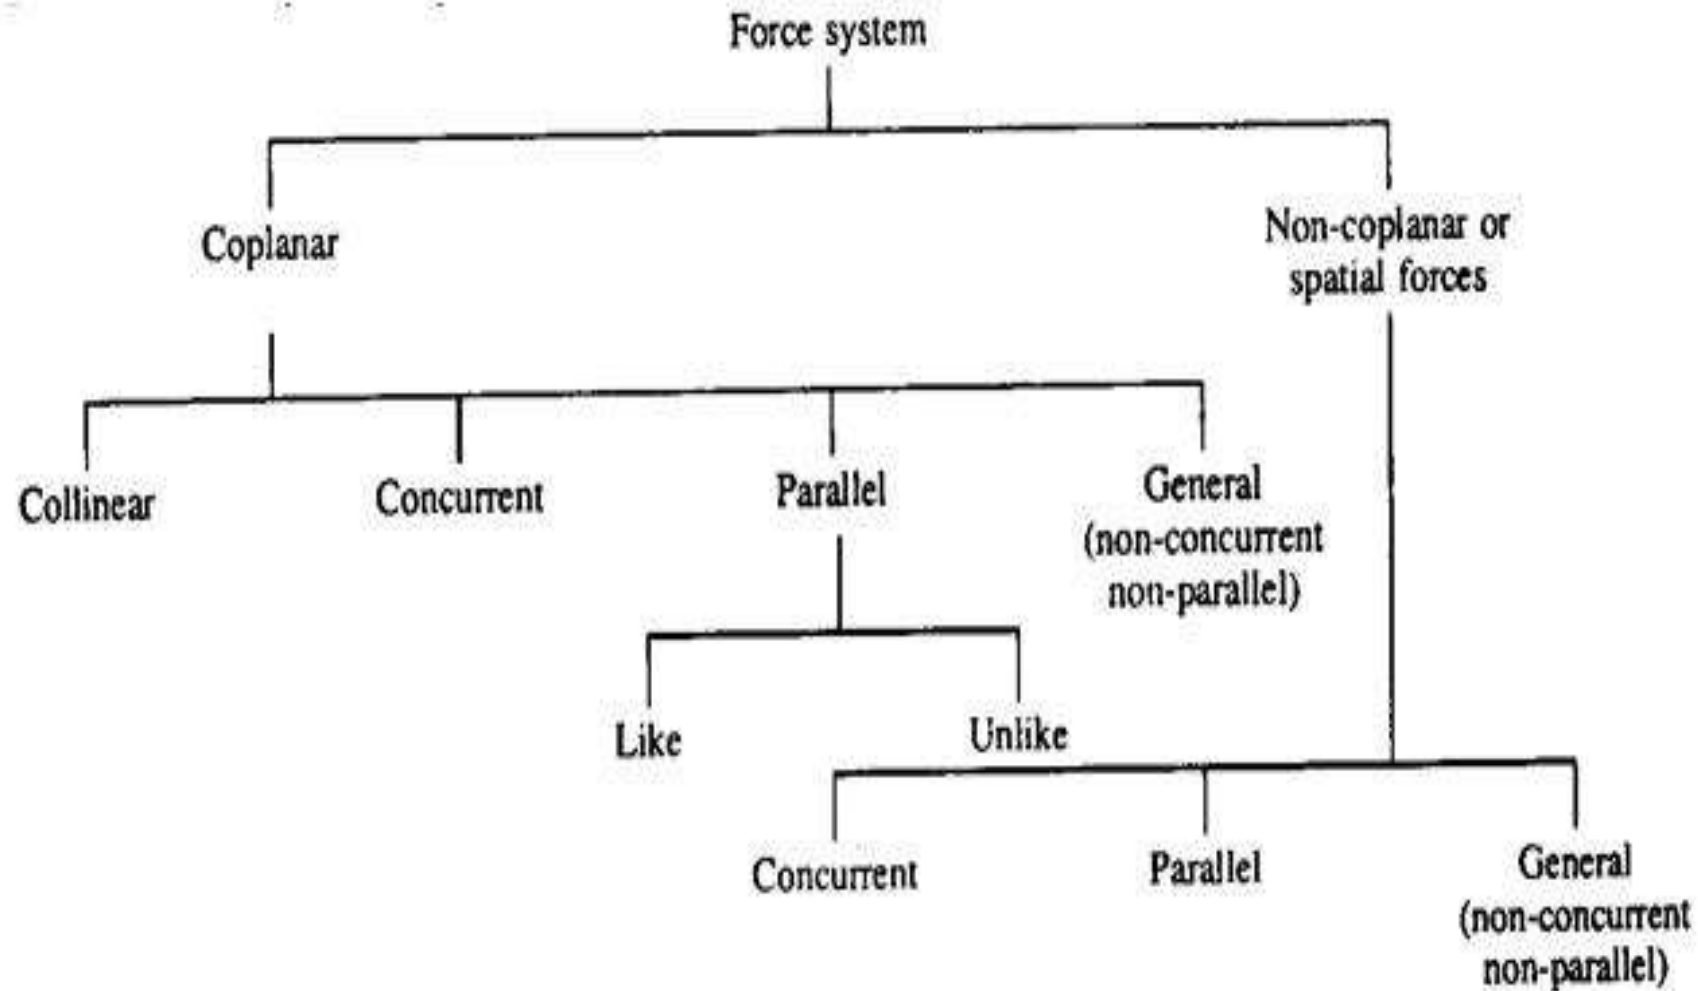 Force system
Coplanar
Non-coplanar or
spatial forces
Collinear
Concurrent
Parallel
General
(non-concurrent
non-parallel)
Like
Unlike
Concurrent
Parallel
General
(non-concurrent
non-parallel)